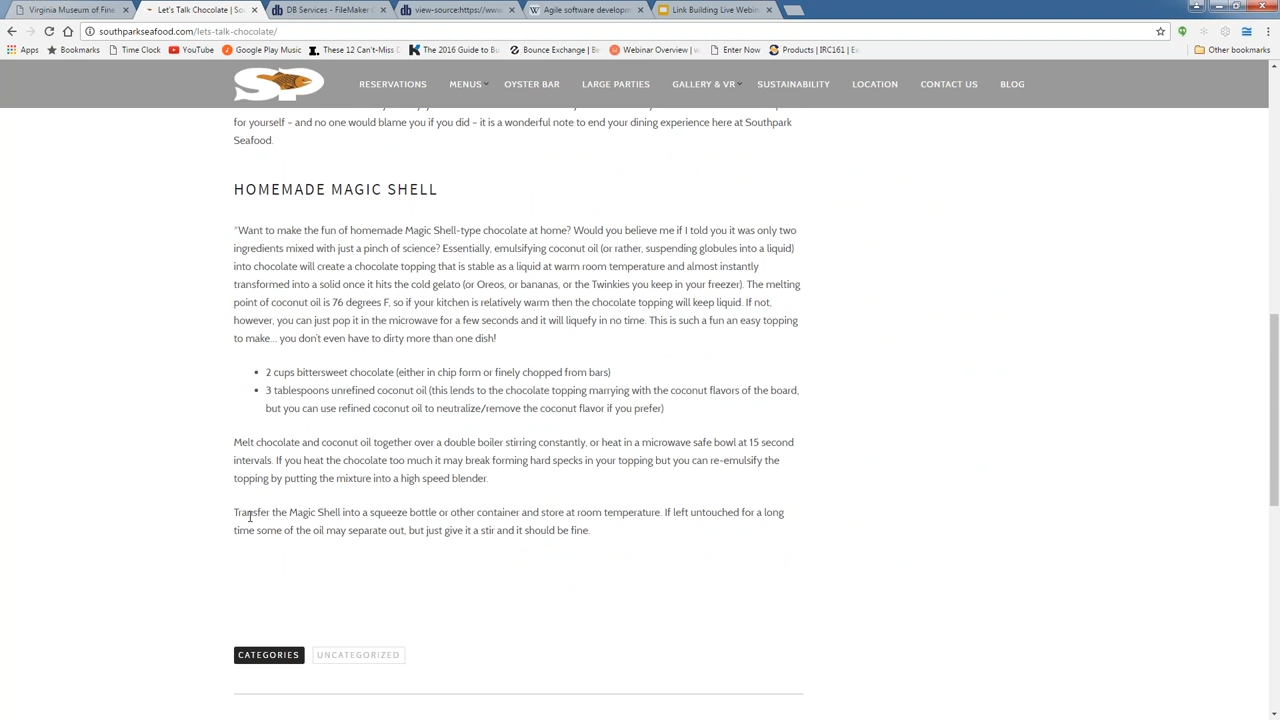 Virginia Museum of Fine
Let's Talk Chocolate | So
DB Services - FileMaker C
view-source:https://www.
Agile software developm
Link Building Live Webin
southparkseafood.com/lets-talk-chocolate/
Apps Bookmarks Time Clock YouTube Google Play Music These 12 Can't-Miss The 2016 Guide to Bu Bounce Exchange | Be Webinar Overview | w Enter Now Products | IRC161 | Ex Other bookmarks
SP RESERVATIONS MENUS OYSTER BAR LARGE PARTIES GALLERY & VR SUSTAINABILITY LOCATION CONTACT US BLOG
for yourself – and no one would blame you if you did – it is a wonderful note to end your dining experience here at Southpark
Seafood.
HOMEMADE MAGIC SHELL
"Want to make the fun of homemade Magic Shell-type chocolate at home? Would you believe me if I told you it was only two
ingredients mixed with just a pinch of science? Essentially, emulsifying coconut oil (or rather, suspending globules into a liquid)
into chocolate will create a chocolate topping that is stable as a liquid at warm room temperature and almost instantly
transformed into a solid once it hits the cold gelato (or Oreos, or bananas, or the Twinkies you keep in your freezer). The melting
point of coconut oil is 76 degrees F, so if your kitchen is relatively warm then the chocolate topping will keep liquid. If not,
however, you can just pop it in the microwave for a few seconds and it will liquefy in no time. This is such a fun an easy topping
to make... you don't even have to dirty more than one dish!
• 2 cups bittersweet chocolate (either in chip form or finely chopped from bars)
• 3 tablespoons unrefined coconut oil (this lends to the chocolate topping marrying with the coconut flavors of the board,
but you can use refined coconut oil to neutralize/remove the coconut flavor if you prefer)
Melt chocolate and coconut oil together over a double boiler stirring constantly, or heat in a microwave safe bowl at 15 second
intervals. If you heat the chocolate too much it may break forming hard specks in your topping but you can re-emulsify the
topping by putting the mixture into a high speed blender.
Transfer the Magic Shell into a squeeze bottle or other container and store at room temperature. If left untouched for a long
time some of the oil may separate out, but just give it a stir and it should be fine.
CATEGORIES UNCATEGORIZED